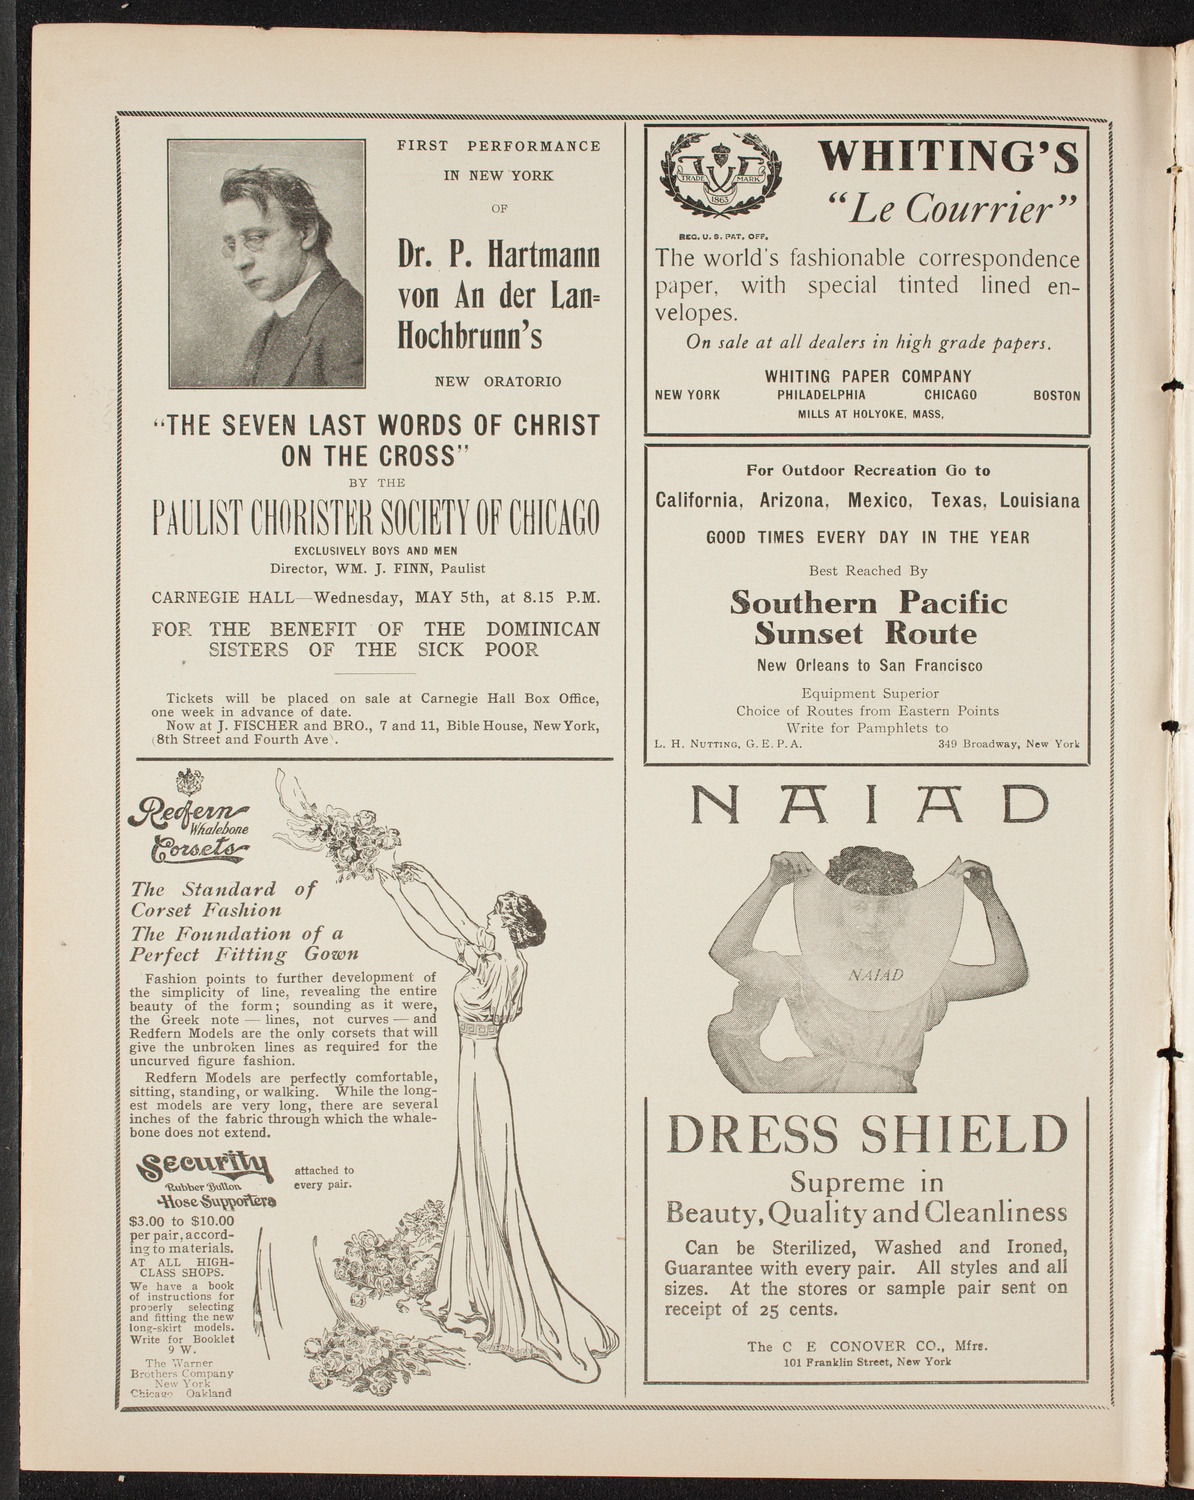 FIRST PERFORMANCE
IN NEW YORK
OF
Dr. P. Hartmann
von An der Lan=
Hochbrunn's
NEW ORATORIO
"THE SEVEN LAST WORDS OF CHRIST
ON THE CROSS"
BY THE
PAULIST CHORISTER SOCIETY OF CHICAGO
EXCLUSIVELY BOYS AND MEN
Director, WM. J. FINN, Paulist
CARNEGIE HALL—Wednesday, MAY 5th, at 8.15 P.M.
FOR THE BENEFIT OF THE DOMINICAN
SISTERS OF THE SICK POOR
Tickets will be placed on sale at Carnegie Hall Box Office,
one week in advance of date.
Now at J. FISCHER and BRO., 7 and 11, Bible House, New York,
(8th Street and Fourth Ave).
Redfern
Whalebone
Corsets
The Standard of
Corset Fashion
The Foundation of a
Perfect Fitting Gown
Fashion points to further development of
the simplicity of line, revealing the entire
beauty of the form; sounding as it were,
the Greek note — lines, not curves — and
Redfern Models are the only corsets that will
give the unbroken lines as required for the
uncurved figure fashion.
Redfern Models are perfectly comfortable,
sitting, standing, or walking. While the long-
est models are very long, there are several
inches of the fabric through which the whale-
bone does not extend.
Security
Rubber Button
Hose Supporters
attached to
every pair.
$3.00 to $10.00
per pair, accord-
ing to materials.
AT ALL HIGH-
CLASS SHOPS.
We have a book
of instructions for
properly selecting
and fitting the new
long-skirt models.
Write for Booklet
9 W.
The Warner
Brothers Company
New York
Chicago Oakland
TRADE MARK
1865
REG. U. S. PAT. OFF.
WHITING'S
"Le Courrier"
The world's fashionable correspondence
paper, with special tinted lined en-
velopes.
On sale at all dealers in high grade papers.
WHITING PAPER COMPANY
NEW YORK PHILADELPHIA CHICAGO BOSTON
MILLS AT HOLYOKE, MASS.
For Outdoor Recreation Go to
California, Arizona, Mexico, Texas, Louisiana
GOOD TIMES EVERY DAY IN THE YEAR
Best Reached By
Southern Pacific
Sunset Route
New Orleans to San Francisco
Equipment Superior
Choice of Routes from Eastern Points
Write for Pamphlets to
L. H. NUTTING, G. E. P. A. 349 Broadway, New York
NAIAD
NAIAD
DRESS SHIELD
Supreme in
Beauty, Quality and Cleanliness
Can be Sterilized, Washed and Ironed,
Guarantee with every pair. All styles and all
sizes. At the stores or sample pair sent on
receipt of 25 cents.
The C E CONOVER CO., Mfrs.
101 Franklin Street, New York